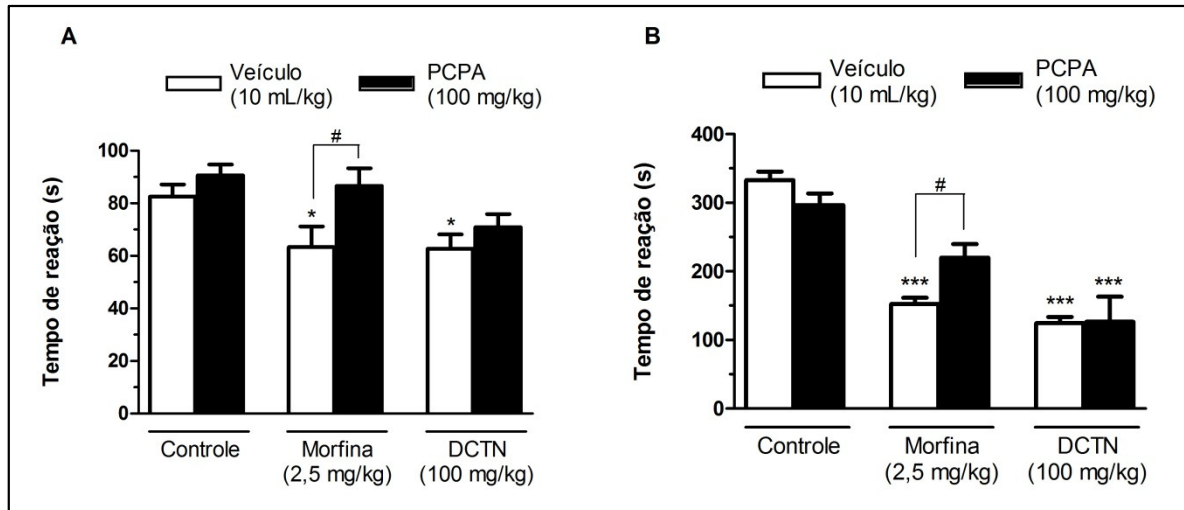 A
Veículo
(10 mL/kg)
PCPA
(100 mg/kg)
Tempo de reação (s)
100
80
60
40
20
0
#
*
*
Controle
Morfina
(2,5 mg/kg)
DCTN
(100 mg/kg)
B
Veículo
(10 mL/kg)
PCPA
(100 mg/kg)
Tempo de reação (s)
400
300
200
100
0
#
***
***
***
Controle
Morfina
(2,5 mg/kg)
DCTN
(100 mg/kg)